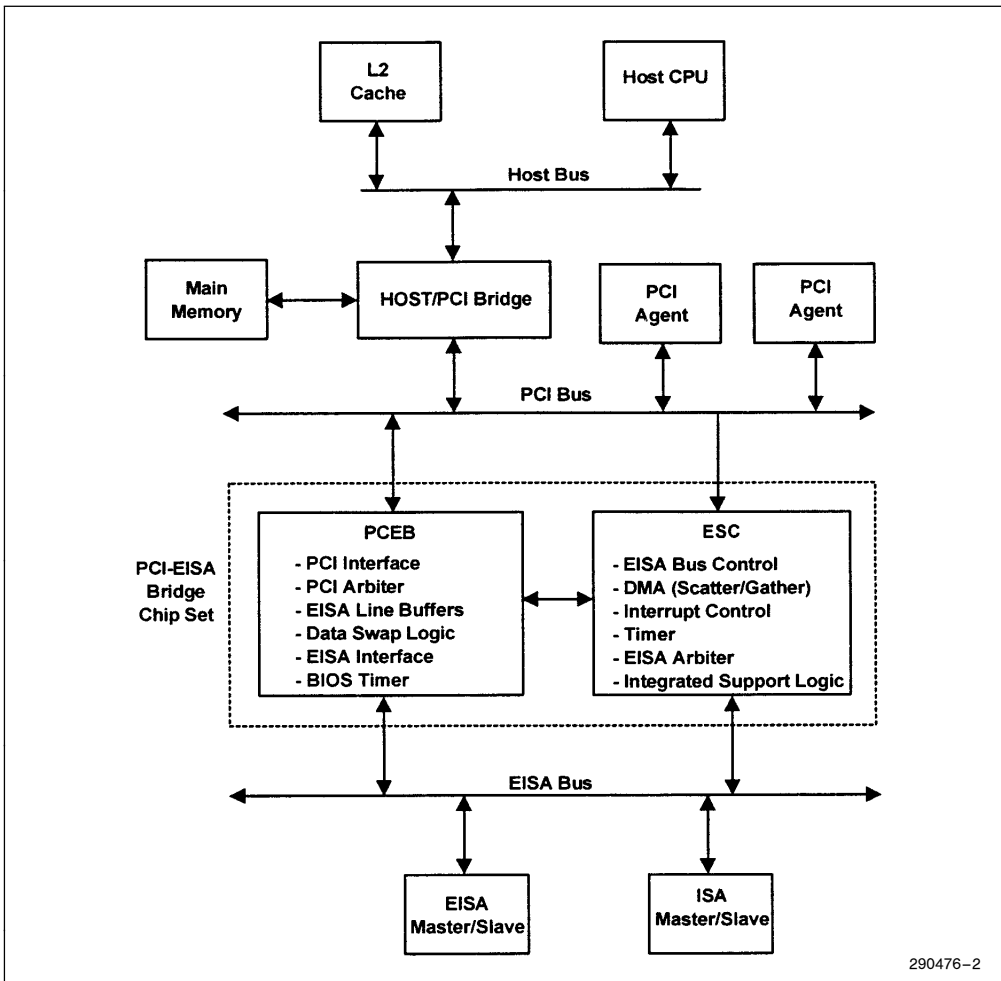 L2
Cache
Host CPU
Host Bus
Main
Memory
HOST/PCI Bridge
PCI
Agent
PCI
Agent
PCI Bus
PCI-EISA
Bridge
Chip Set
PCEB
- PCI Interface
- PCI Arbiter
- EISA Line Buffers
- Data Swap Logic
- EISA Interface
- BIOS Timer
ESC
- EISA Bus Control
- DMA (Scatter/Gather)
- Interrupt Control
- Timer
- EISA Arbiter
- Integrated Support Logic
EISA Bus
EISA
Master/Slave
ISA
Master/Slave
290476-2